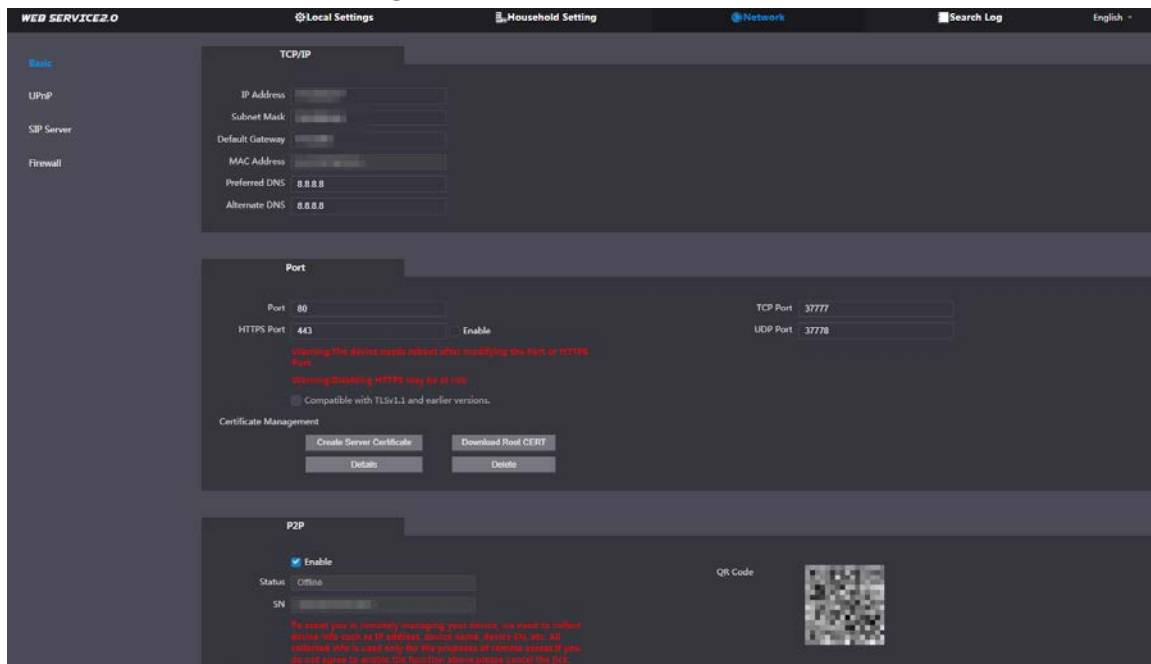 WEB SERVICE2.0
Local Settings
Household Setting
Network
Search Log
English
Basic
UPnP
SIP Server
Firewall
TCP/IP
IP Address
Subnet Mask
Default Gateway
MAC Address
Preferred DNS 8.8.8.8
Alternate DNS 8.8.8.8
Port
Port 80
TCP Port 37777
HTTPS Port 443 Enable
UDP Port 37778
Warning:The device needs reboot after modifying the Port or HTTPS
Port.
Warning:Disabling HTTPS may be at risk
Compatible with TLSv1.1 and earlier versions.
Certificate Management
Create Server Certificate
Download Root CERT
Details
Delete
P2P
Enable
Status Offline
QR Code
SN
To assist you in remotely managing your device, we need to collect
device info such as IP address, device name, device SN, etc. All
collected info is used only for the purposes of remote access.If you
do not agree to enable the function above,please cancel the tick.